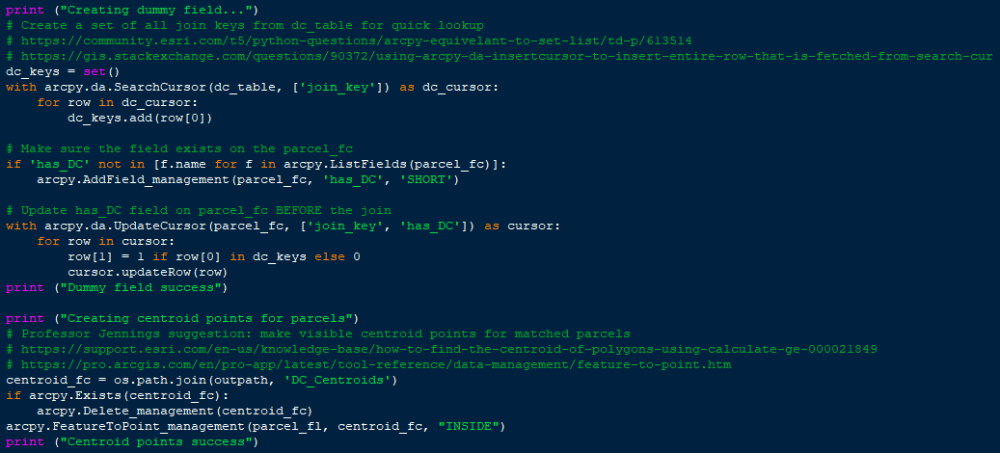 print ("Creating dummy field...")
# Create a set of all join keys from dc_table for quick lookup
# https://community.esri.com/t5/python-questions/arcpy-equivelant-to-set-list/td-p/613514
# https://gis.stackexchange.com/questions/90372/using-arcpy-da-insertcursor-to-insert-entire-row-that-is-fetched-from-search-cur
dc_keys = set()
with arcpy.da.SearchCursor(dc_table, ['join_key']) as dc_cursor:
    for row in dc_cursor:
        dc_keys.add(row[0])

# Make sure the field exists on the parcel_fc
if 'has_DC' not in [f.name for f in arcpy.ListFields(parcel_fc)]:
    arcpy.AddField_management(parcel_fc, 'has_DC', 'SHORT')

# Update has_DC field on parcel_fc BEFORE the join
with arcpy.da.UpdateCursor(parcel_fc, ['join_key', 'has_DC']) as cursor:
    for row in cursor:
        row[1] = 1 if row[0] in dc_keys else 0
        cursor.updateRow(row)
print ("Dummy field success")

print ("Creating centroid points for parcels")
# Professor Jennings suggestion: make visible centroid points for matched parcels
# https://support.esri.com/en-us/knowledge-base/how-to-find-the-centroid-of-polygons-using-calculate-ge-000021849
# https://pro.arcgis.com/en/pro-app/latest/tool-reference/data-management/feature-to-point.htm
centroid_fc = os.path.join(outpath, 'DC_Centroids')
if arcpy.Exists(centroid_fc):
    arcpy.Delete_management(centroid_fc)
arcpy.FeatureToPoint_management(parcel_fl, centroid_fc, "INSIDE")
print ("Centroid points success")